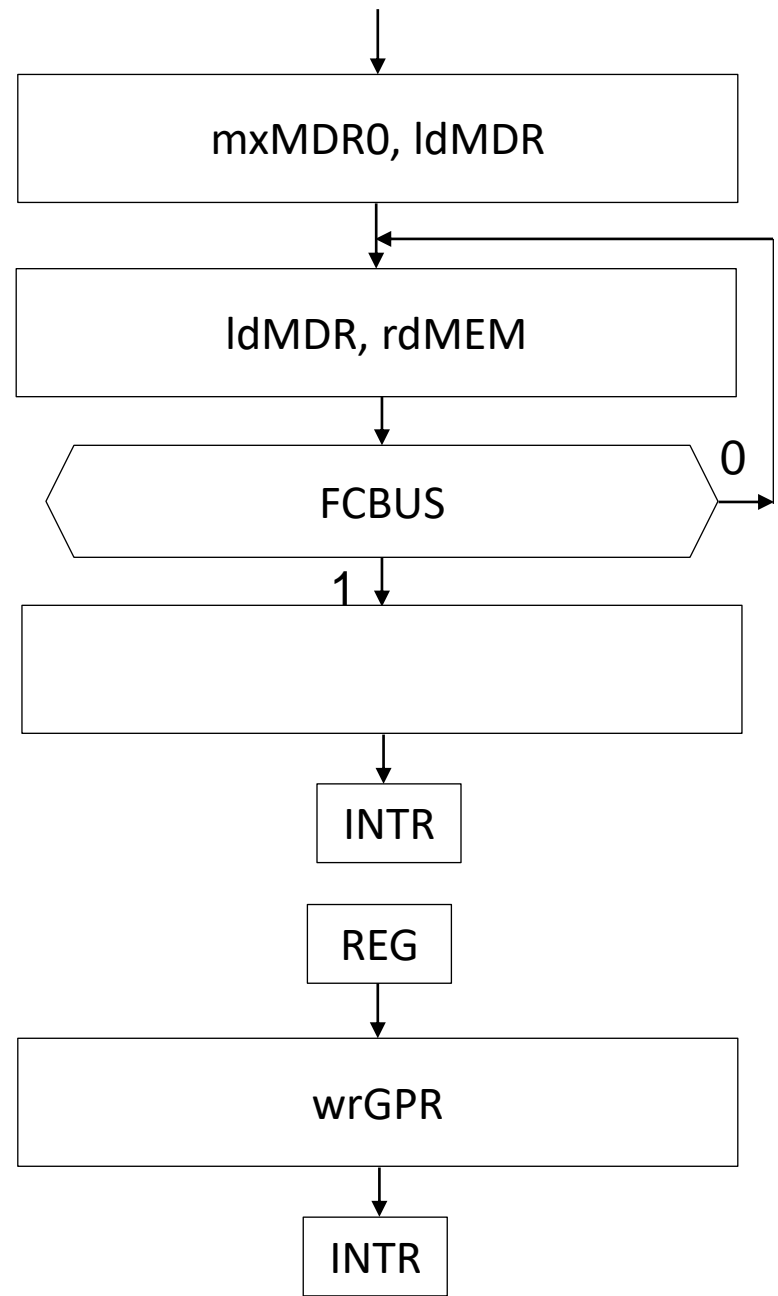 mxMDR0, ldMDR
ldMDR, rdMEM
0
FCBUS
1
INTR
REG
wrGPR
INTR